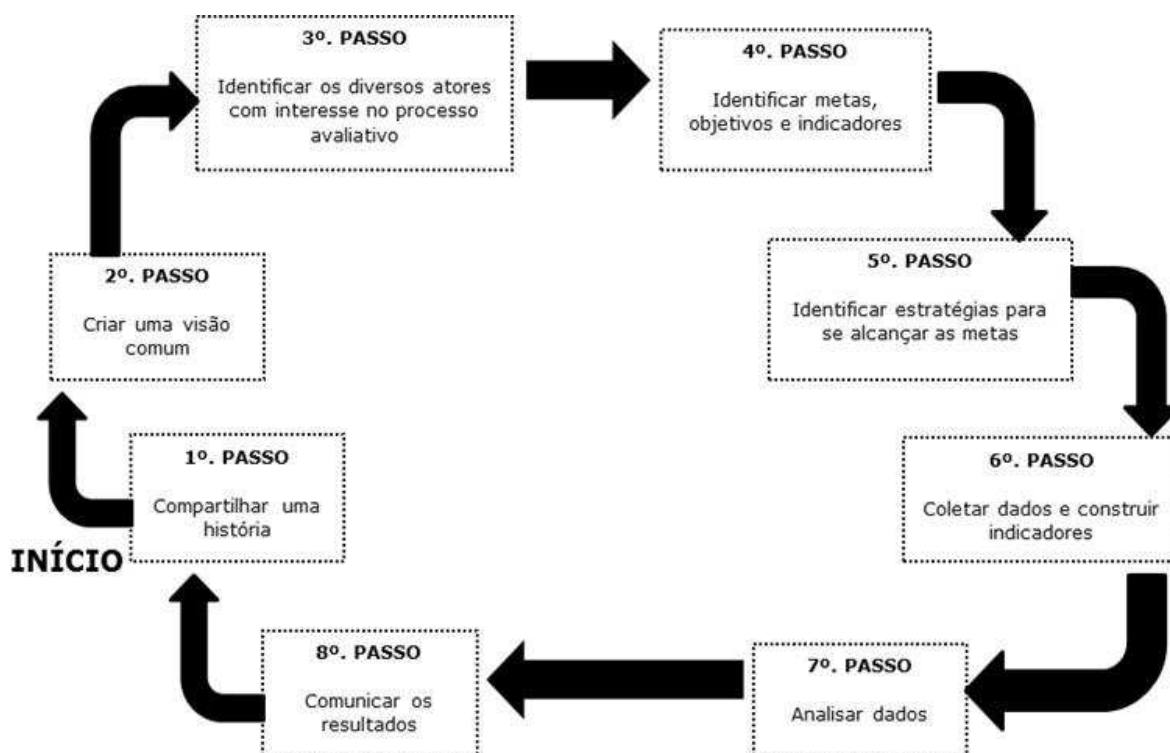 3º. PASSO
Identificar os diversos atores
com interesse no processo
avaliativo
4º. PASSO
Identificar metas,
objetivos e indicadores
2º. PASSO
Criar uma visão
comum
5º. PASSO
Identificar estratégias para
se alcançar as metas
1º. PASSO
Compartilhar uma
história
INÍCIO
6º. PASSO
Coletar dados e construir
indicadores
8º. PASSO
Comunicar os
resultados
7º. PASSO
Analisar dados